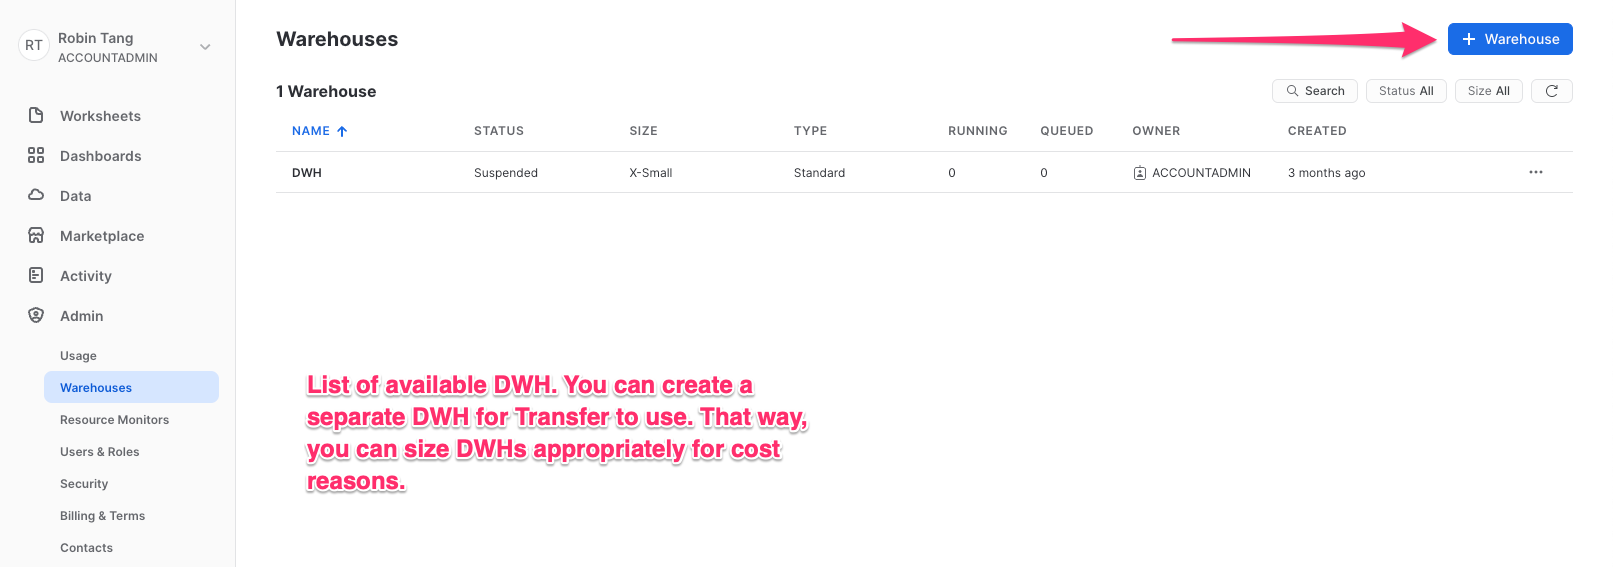 RT
Robin Tang
ACCOUNTADMIN
Worksheets
Dashboards
Data
Marketplace
Activity
Admin
Usage
Warehouses
Resource Monitors
Users & Roles
Security
Billing & Terms
Contacts
Warehouses
+ Warehouse
1 Warehouse
Search
Status All
Size All
NAME ↑ STATUS SIZE TYPE RUNNING QUEUED OWNER CREATED
DWH Suspended X-Small Standard 0 0 ACCOUNTADMIN 3 months ago ...
List of available DWH. You can create a
separate DWH for Transfer to use. That way,
you can size DWHs appropriately for cost
reasons.